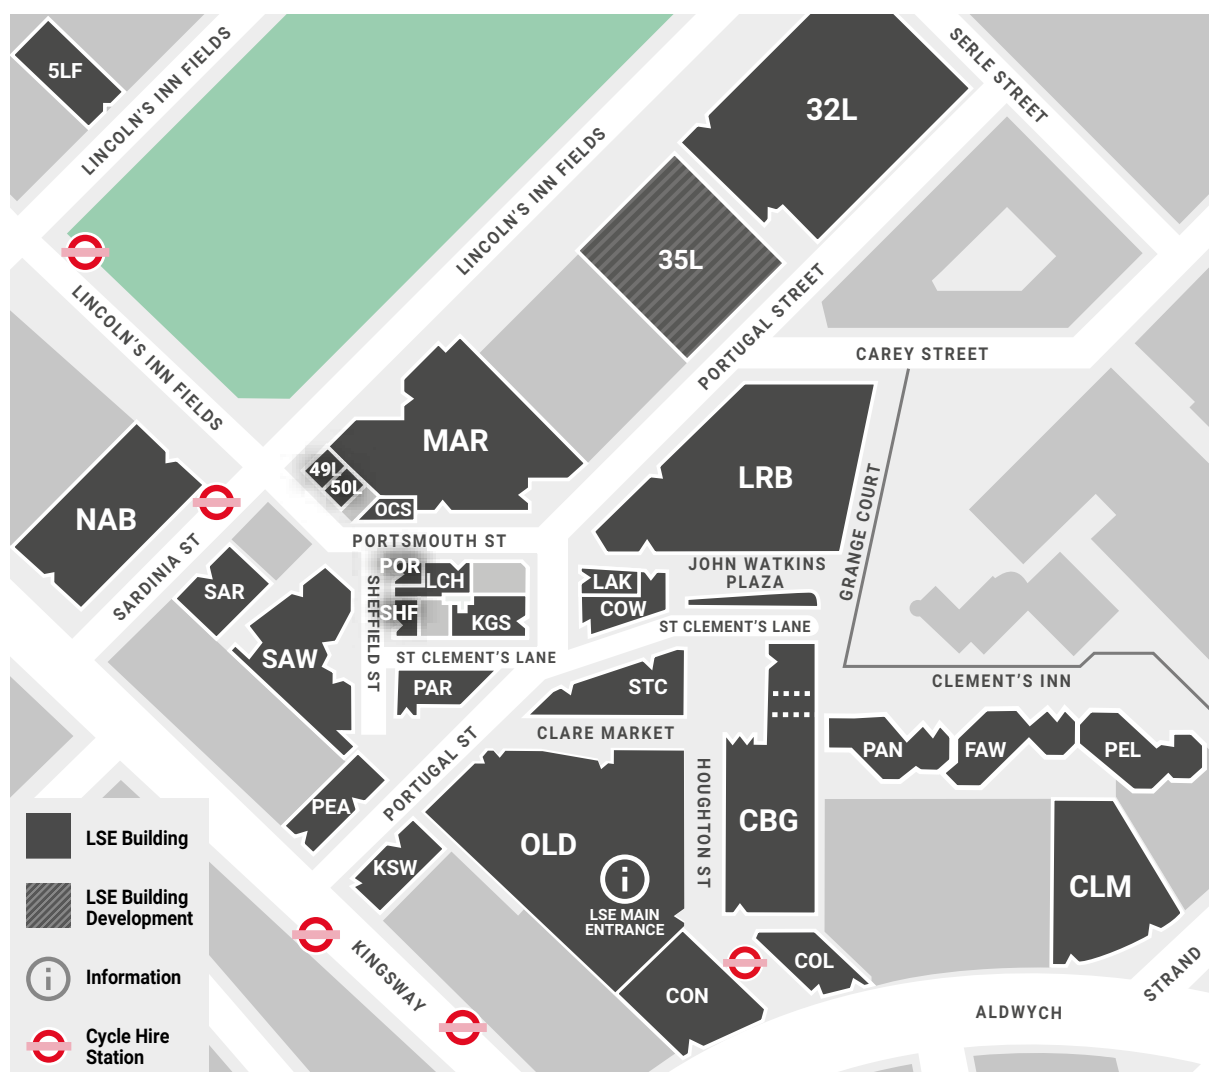 5LF
LINCOLN'S INN FIELDS
SERLE STREET
32L
LINCOLN'S INN FIELDS
35L
PORTUGAL STREET
LINCOLN'S INN FIELDS
CAREY STREET
MAR
49L
50L
OCS
LRB
NAB
GRANGE COURT
PORTSMOUTH ST
SARDINIA ST
POR
LCH
JOHN WATKINS
PLAZA
SAR
SHEFFIELD ST
LAK
COW
SHF
KGS
ST CLEMENT'S LANE
SAW
ST CLEMENT'S LANE
PAR
STC
CLEMENT'S INN
CLARE MARKET
PORTUGAL ST
PAN
FAW
PEL
HOUGHTON ST
PEA
CBG
OLD
KSW
CLM
LSE MAIN
ENTRANCE
COL
KINGSWAY
CON
STRAND
ALDWYCH
LSE Building
LSE Building
Development
Information
Cycle Hire
Station